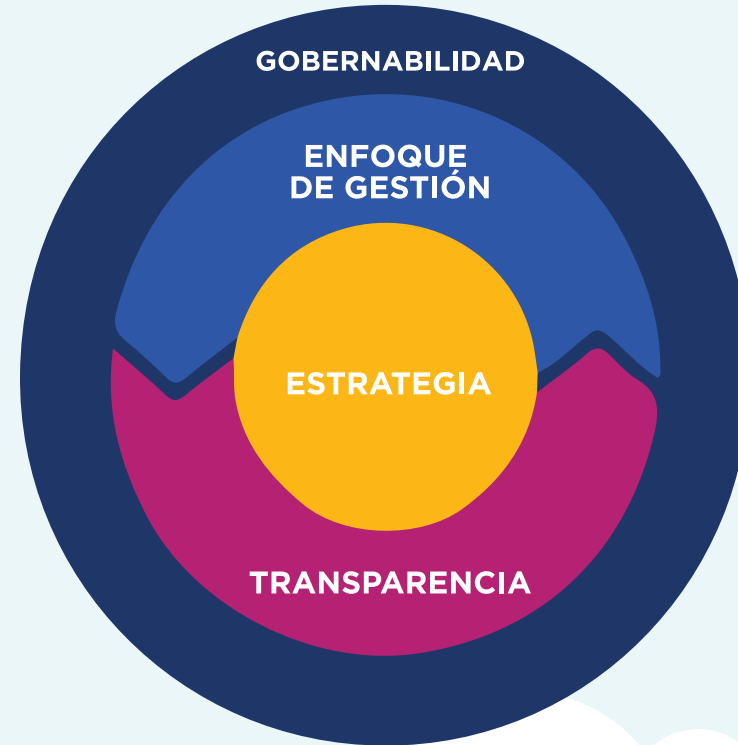 GOBERNABILIDAD
ENFOQUE
DE GESTIÓN
ESTRATEGIA
TRANSPARENCIA